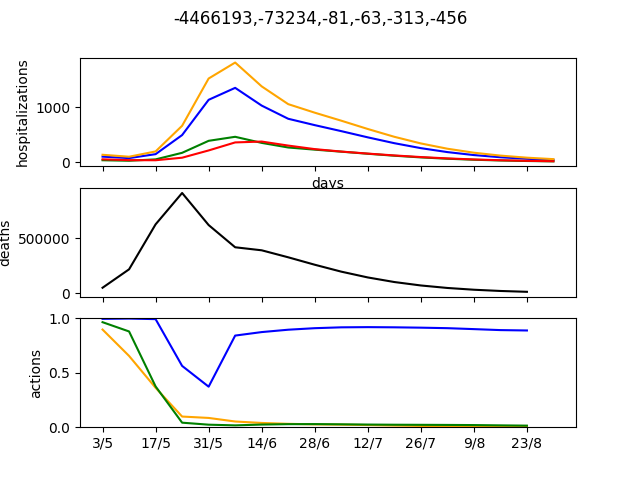 -4466193,-73234,-81,-63,-313,-456
hospitalizations
1000
0
days
deaths
500000
0
actions
1.0
0.5
0.0
3/5 17/5 31/5 14/6 28/6 12/7 26/7 9/8 23/8